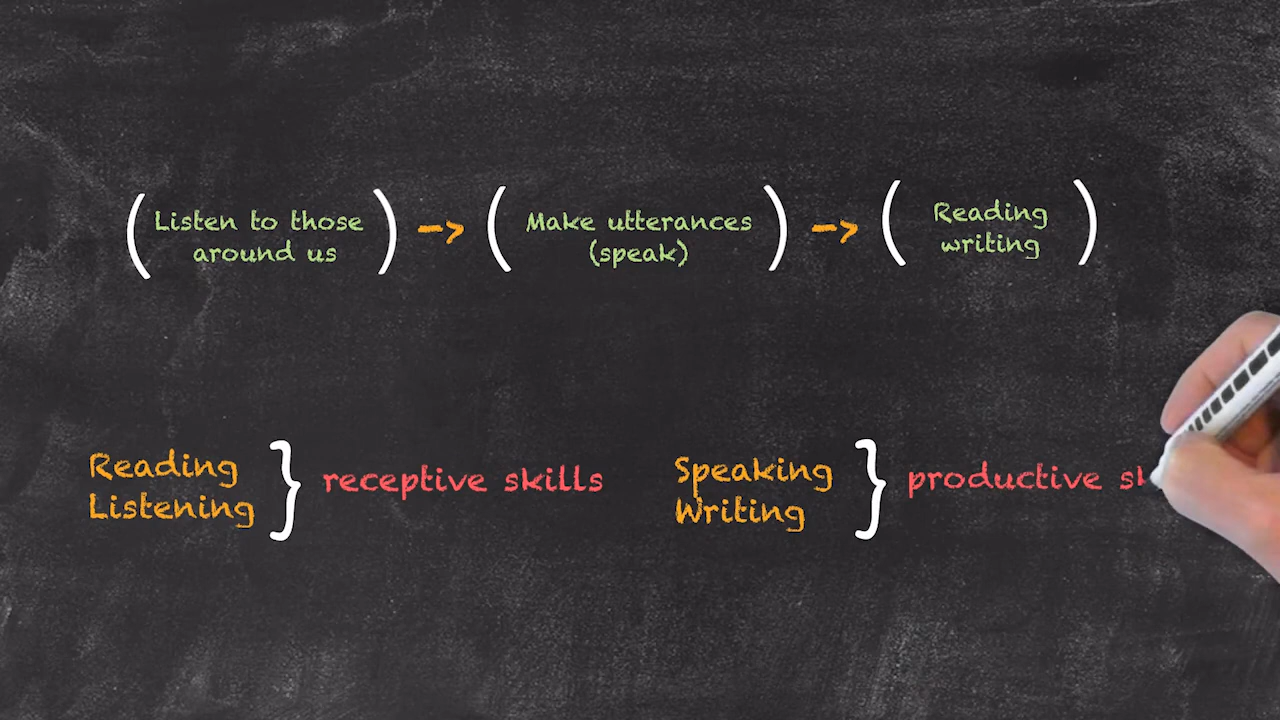 ( Listen to those -> ( Make utterances -> ( Reading
around us ) (speak) ) writing )
Reading
Listening } receptive skills
Speaking
Writing } productive